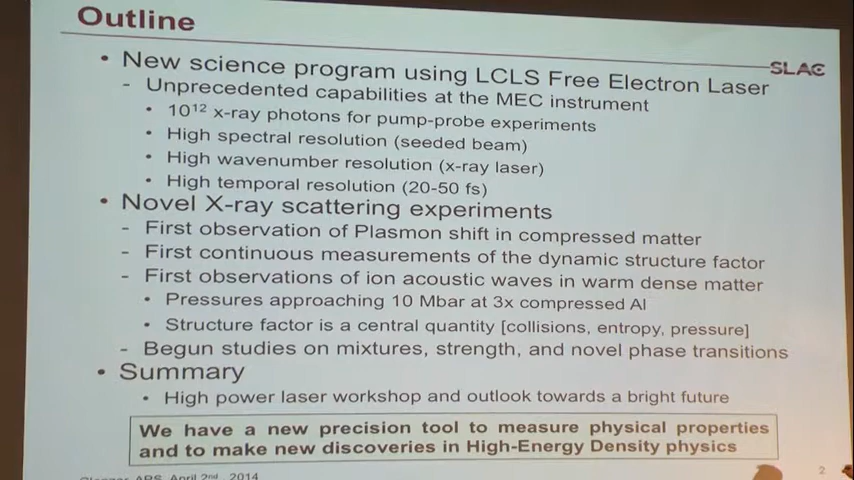 Outline
SLAC
• New science program using LCLS Free Electron Laser
- Unprecedented capabilities at the MEC instrument
• 10¹² x-ray photons for pump-probe experiments
• High spectral resolution (seeded beam)
• High wavenumber resolution (x-ray laser)
• High temporal resolution (20-50 fs)
• Novel X-ray scattering experiments
- First observation of Plasmon shift in compressed matter
- First continuous measurements of the dynamic structure factor
- First observations of ion acoustic waves in warm dense matter
• Pressures approaching 10 Mbar at 3x compressed Al
• Structure factor is a central quantity [collisions, entropy, pressure]
- Begun studies on mixtures, strength, and novel phase transitions
• Summary
• High power laser workshop and outlook towards a bright future
We have a new precision tool to measure physical properties
and to make new discoveries in High-Energy Density physics
APS, April 2nd, 2014
2